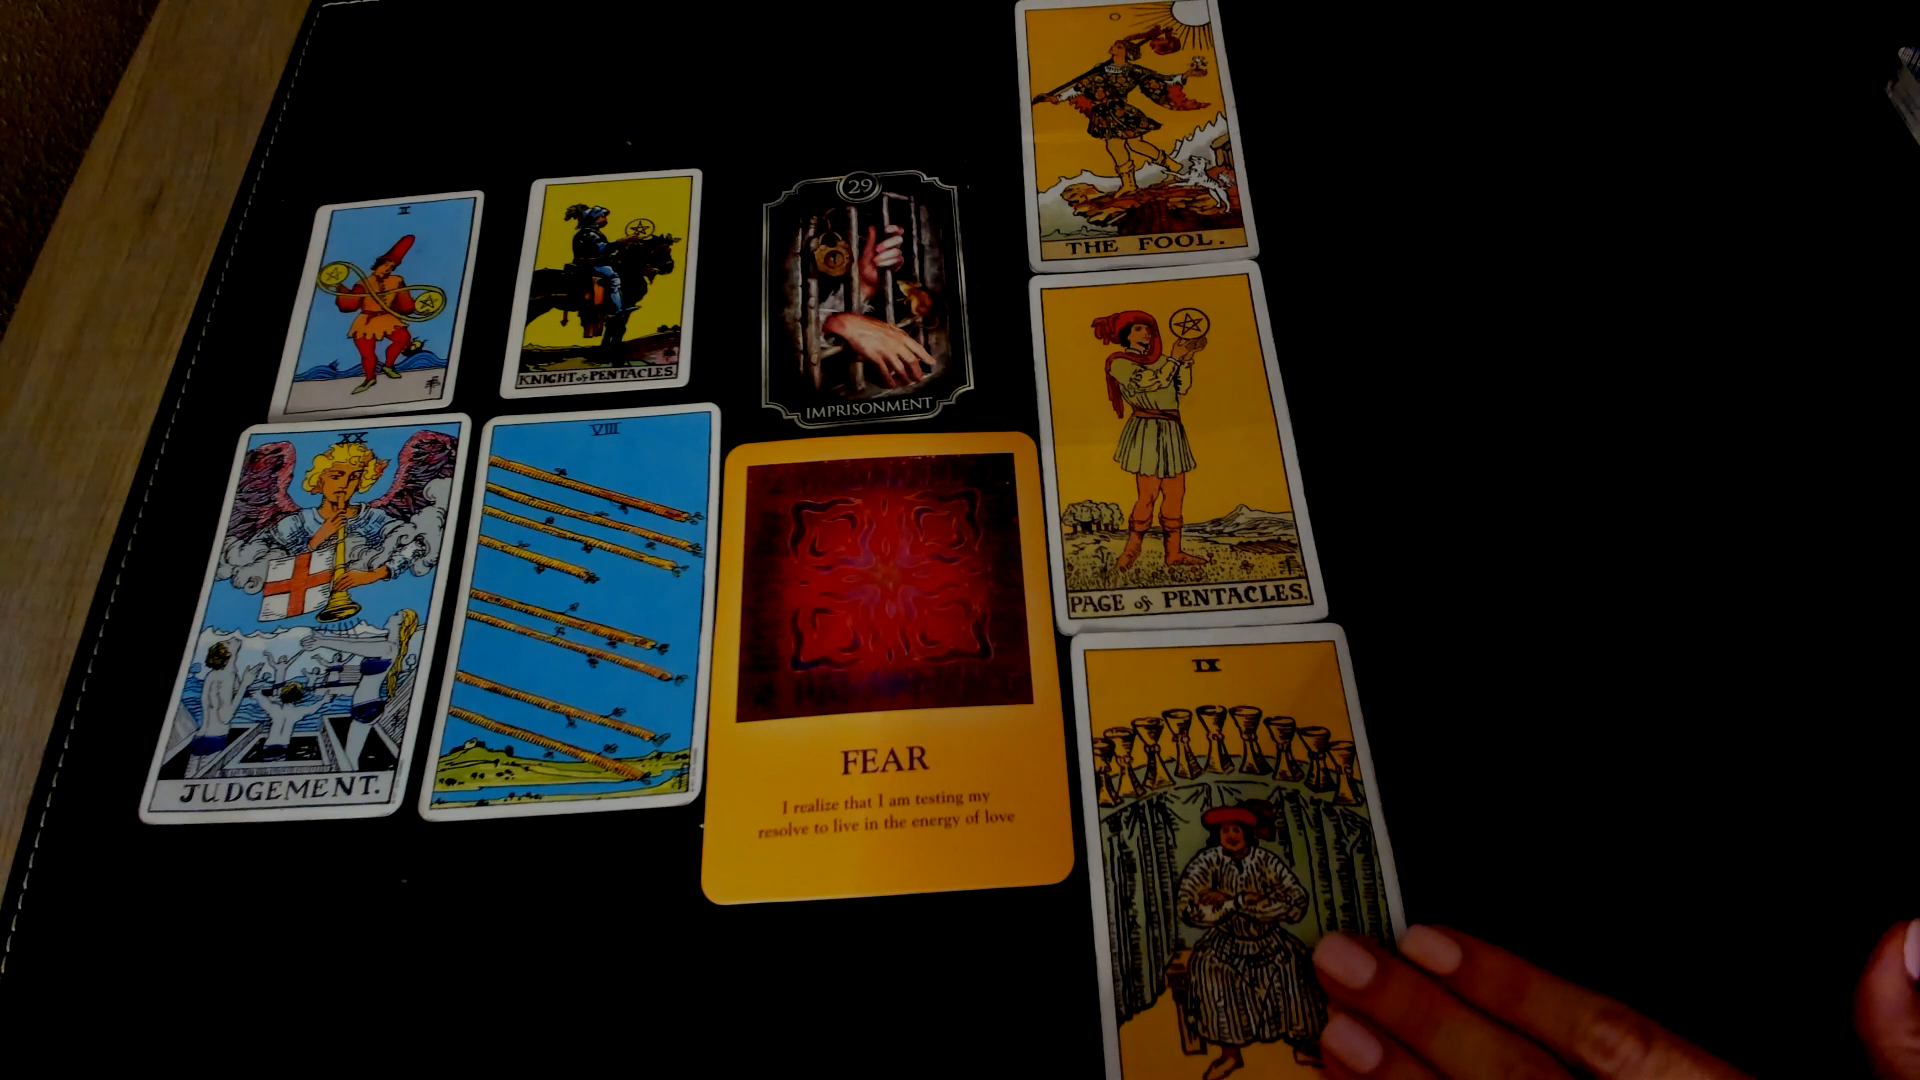 II
KNIGHT of PENTACLES.
29
IMPRISONMENT
THE FOOL.
XX
JUDGEMENT.
VIII
FEAR
I realize that I am testing my
resolve to live in the energy of love
PAGE of PENTACLES.
IX